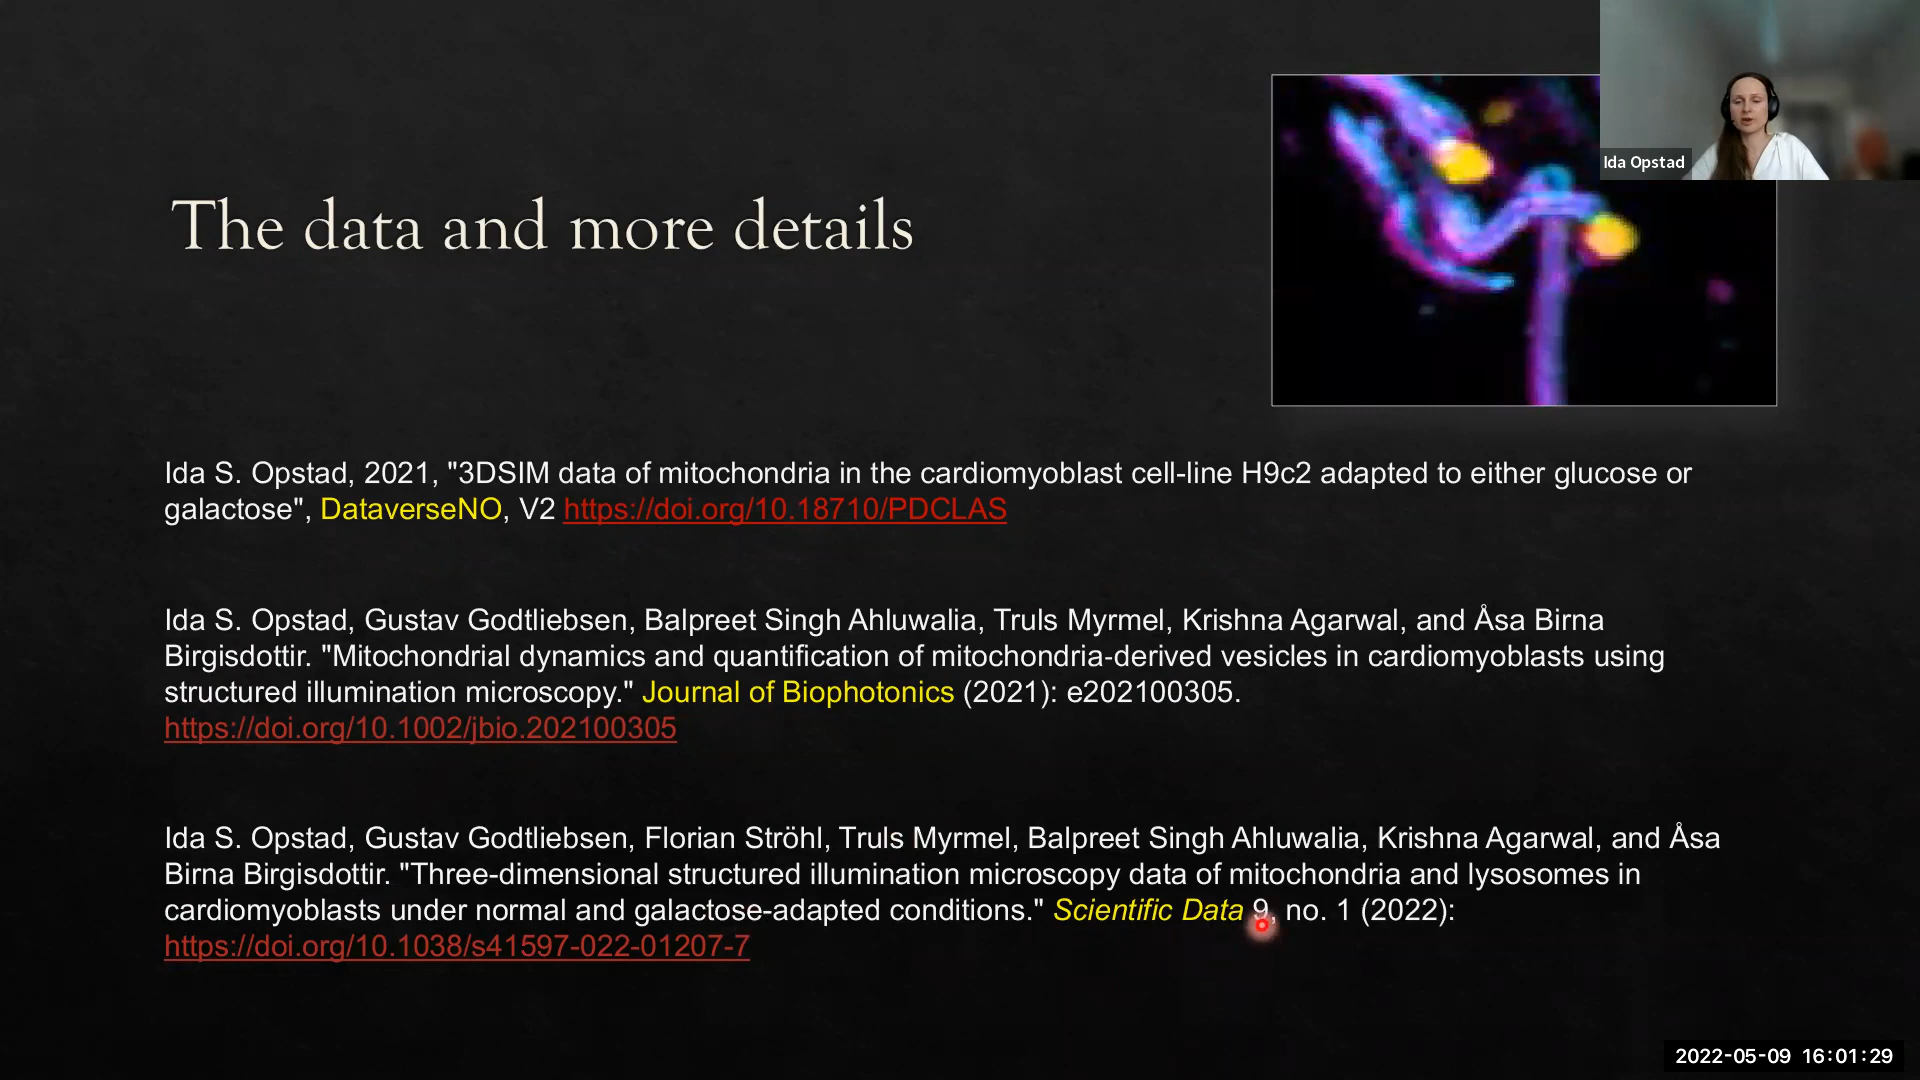 Ida Opstad
The data and more details
Ida S. Opstad, 2021, "3DSIM data of mitochondria in the cardiomyoblast cell-line H9c2 adapted to either glucose or
galactose", DataverseNO, V2 https://doi.org/10.18710/PDCLAS
Ida S. Opstad, Gustav Godtliebsen, Balpreet Singh Ahluwalia, Truls Myrmel, Krishna Agarwal, and Åsa Birna
Birgisdottir. "Mitochondrial dynamics and quantification of mitochondria-derived vesicles in cardiomyoblasts using
structured illumination microscopy." Journal of Biophotonics (2021): e202100305.
https://doi.org/10.1002/jbio.202100305
Ida S. Opstad, Gustav Godtliebsen, Florian Ströhl, Truls Myrmel, Balpreet Singh Ahluwalia, Krishna Agarwal, and Åsa
Birna Birgisdottir. "Three-dimensional structured illumination microscopy data of mitochondria and lysosomes in
cardiomyoblasts under normal and galactose-adapted conditions." Scientific Data 9, no. 1 (2022):
https://doi.org/10.1038/s41597-022-01207-7
2022-05-09 16:01:29